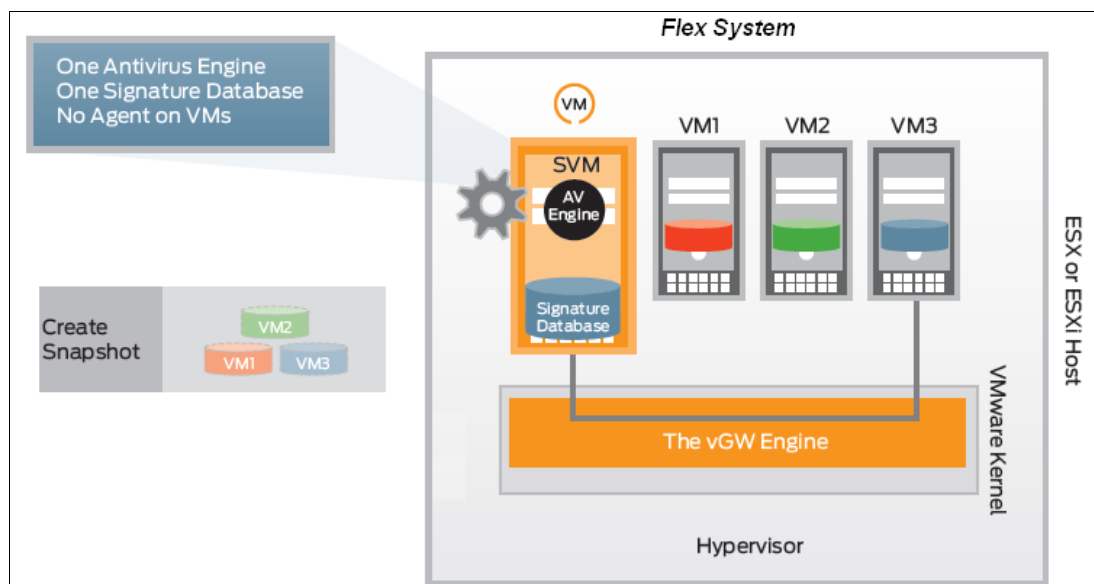 Flex System
One Antivirus Engine
One Signature Database
No Agent on VMs
VM
VM1
VM2
VM3
SVM
AV
Engine
Signature
Database
Create
Snapshot
VM2
VM1
VM3
The vGW Engine
VMware Kernel
ESX or ESXi Host
Hypervisor